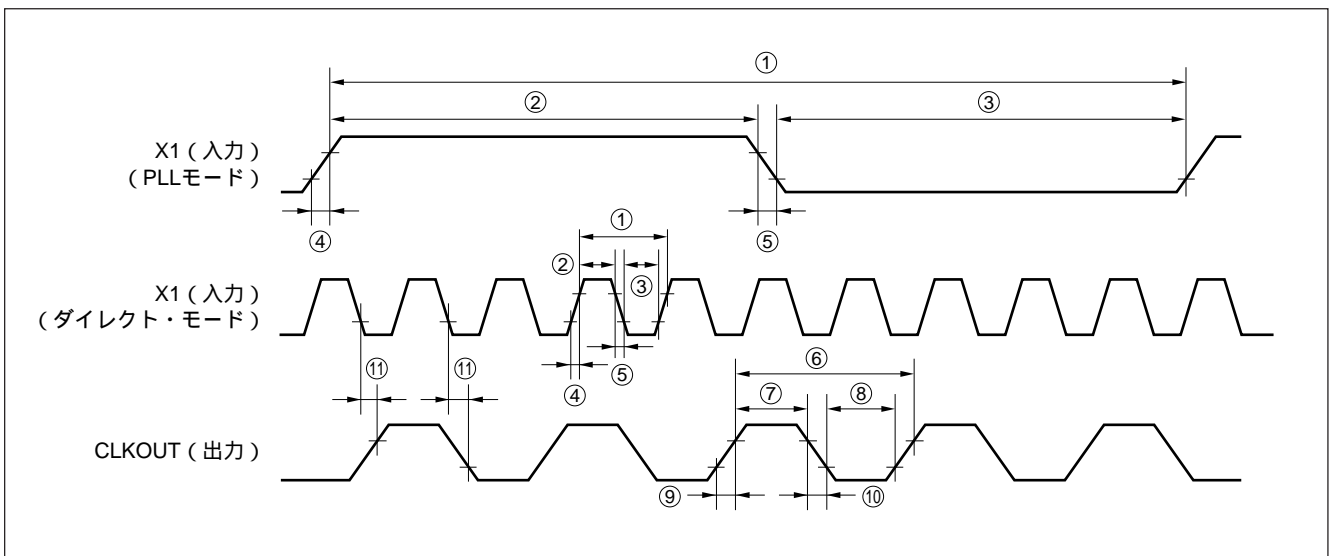 ①
② ③
X1（入力）
（PLLモード）
④ ⑤
①
② ③
X1（入力）
（ダイレクト・モード）
⑪ ⑪ ④ ⑤
⑥
⑦ ⑧
CLKOUT（出力）
⑨ ⑩